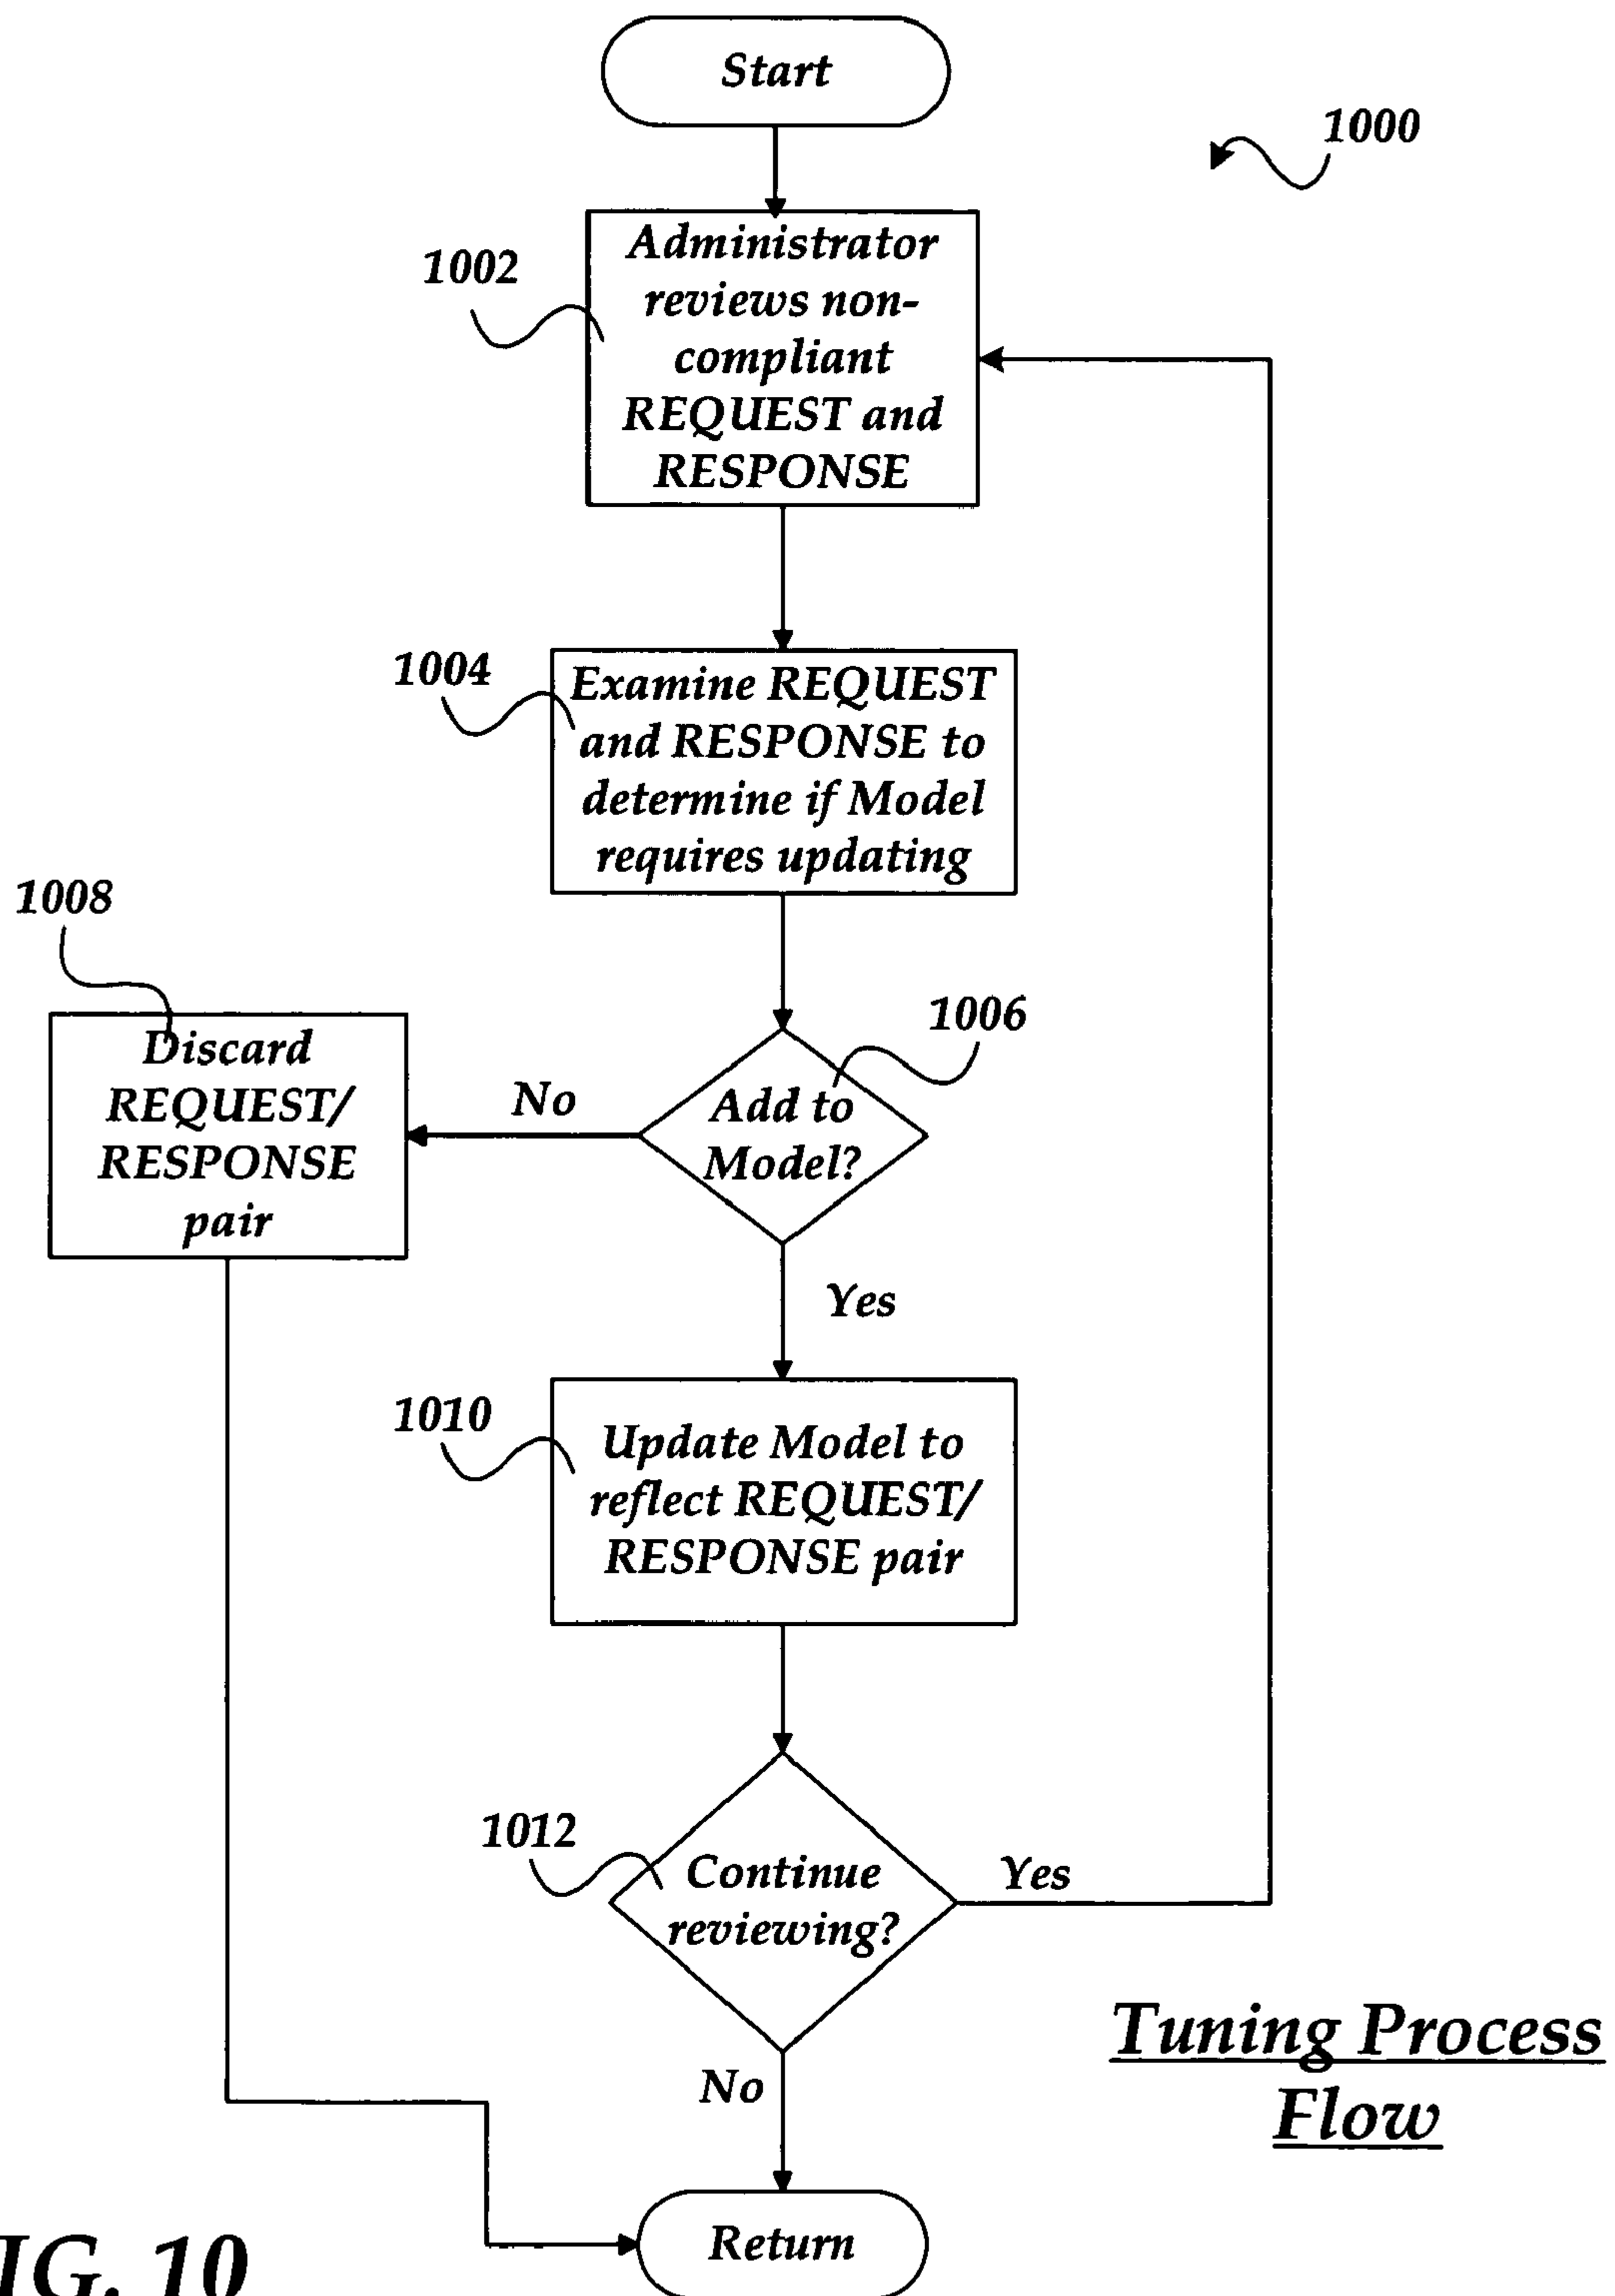 Start
1000
1002
Administrator
reviews non-
compliant
REQUEST and
RESPONSE
1004
Examine REQUEST
and RESPONSE to
determine if Model
requires updating
1008
Discard
REQUEST/
RESPONSE
pair
No
1006
Add to
Model?
Yes
1010
Update Model to
reflect REQUEST/
RESPONSE pair
1012
Continue
reviewing?
Yes
No
Tuning Process
Flow
Return
IG. 10